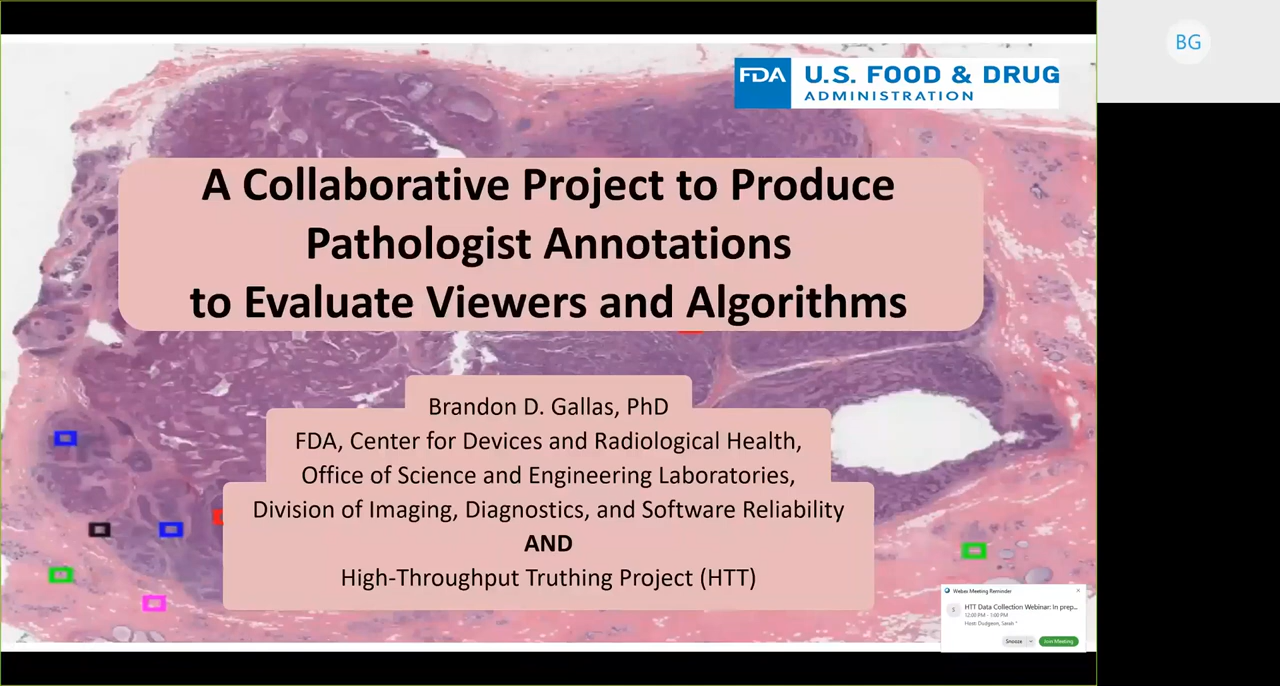 BG
FDA
U.S. FOOD & DRUG
ADMINISTRATION
A Collaborative Project to Produce
Pathologist Annotations
to Evaluate Viewers and Algorithms
Brandon D. Gallas, PhD
FDA, Center for Devices and Radiological Health,
Office of Science and Engineering Laboratories,
Division of Imaging, Diagnostics, and Software Reliability
AND
High-Throughput Truthing Project (HTT)
Webex Meeting Reminder
S
HTT Data Collection Webinar: In prep...
12:00 PM - 1:00 PM
Host: Dudgeon, Sarah *
Snooze
Join Meeting